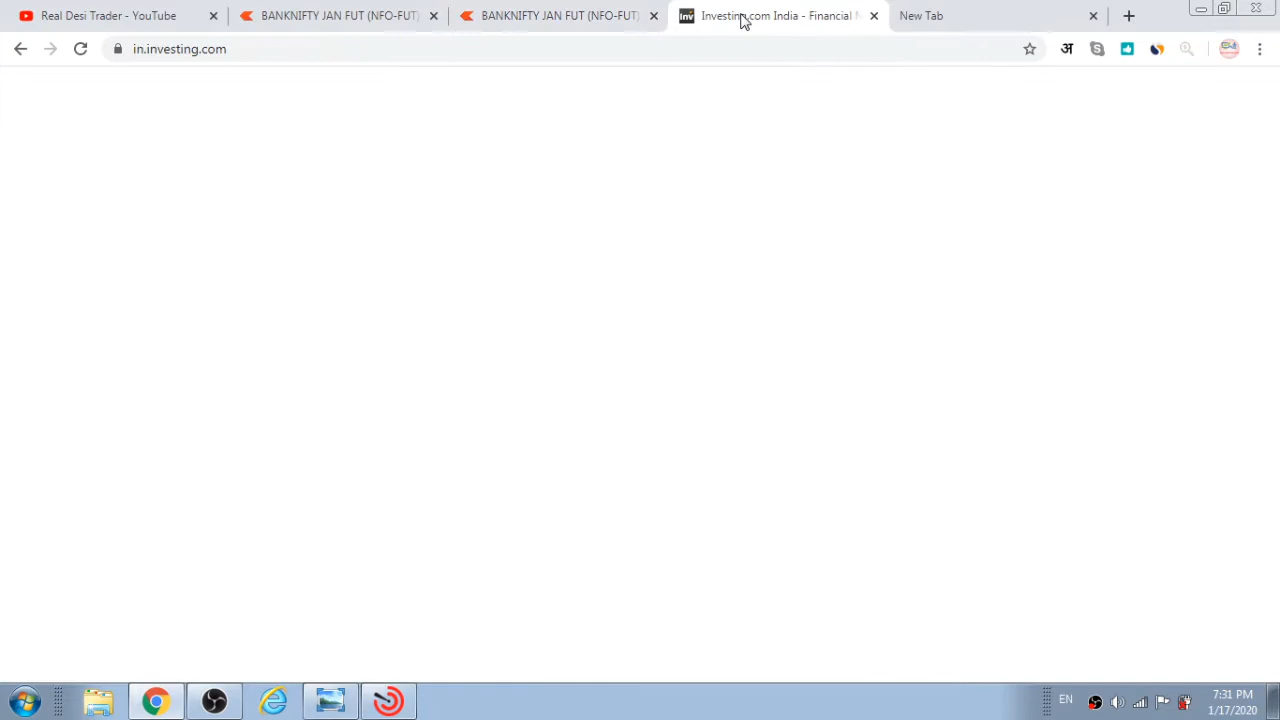 Real Desi Trader - YouTube
BANKNIFTY JAN FUT (NFO-FUT)
BANKNIFTY JAN FUT (NFO-FUT)
Inv
Investing.com India - Financial N
New Tab
in.investing.com
अ
EN
7:31 PM
1/17/2020